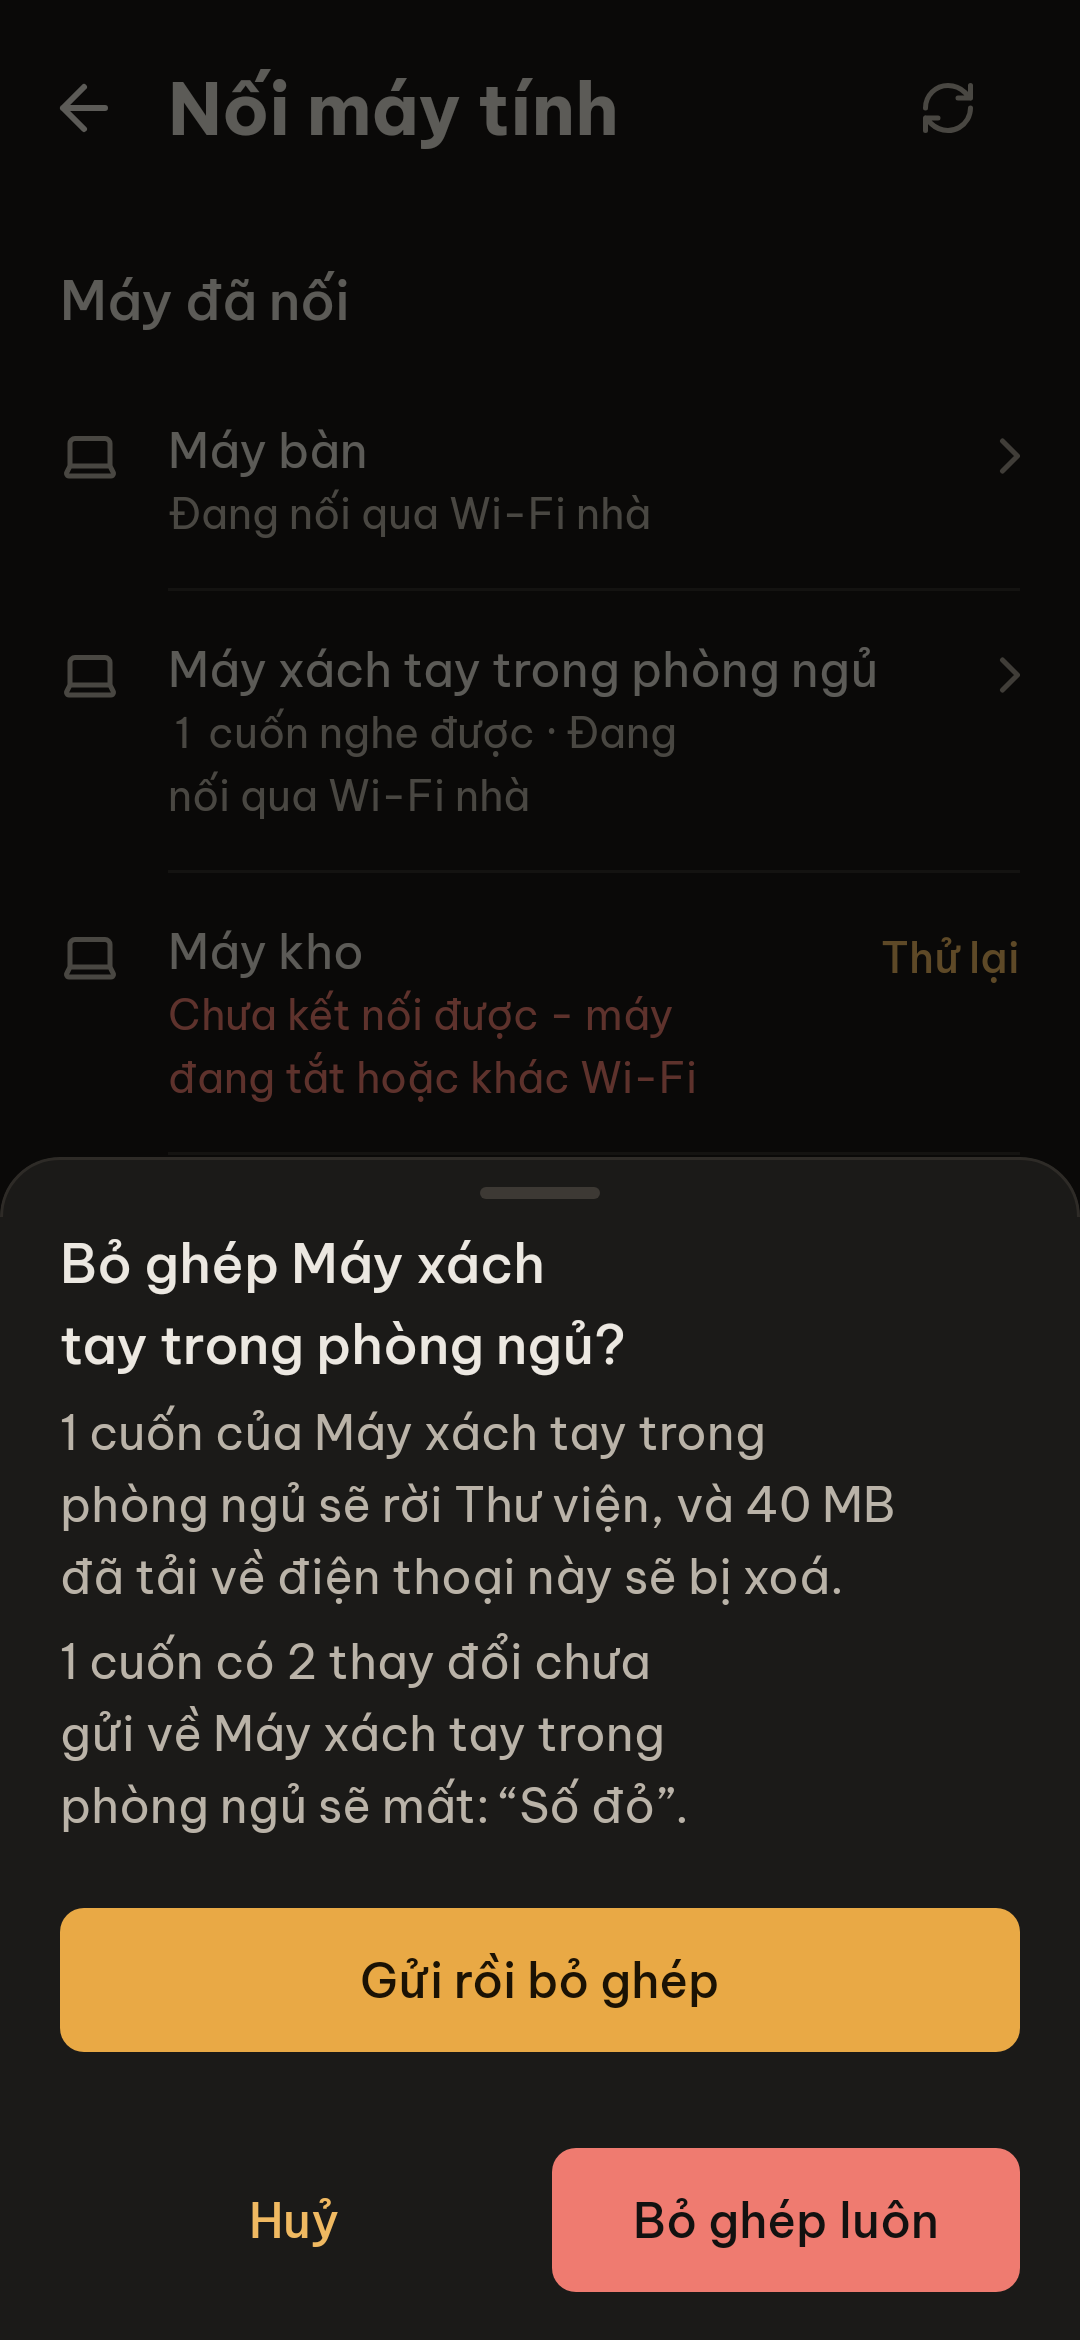 Nối máy tính
Máy đã nối
Máy bàn
Đang nối qua Wi-Fi nhà
Máy xách tay trong phòng ngủ
1 cuốn nghe được · Đang
nối qua Wi-Fi nhà
Máy kho
Thử lại
Chưa kết nối được - máy
đang tắt hoặc khác Wi-Fi
Bỏ ghép Máy xách
tay trong phòng ngủ?
1 cuốn của Máy xách tay trong
phòng ngủ sẽ rời Thư viện, và 40 MB
đã tải về điện thoại này sẽ bị xoá.
1 cuốn có 2 thay đổi chưa
gửi về Máy xách tay trong
phòng ngủ sẽ mất: “Số đỏ”.
Gửi rồi bỏ ghép
Huỷ
Bỏ ghép luôn